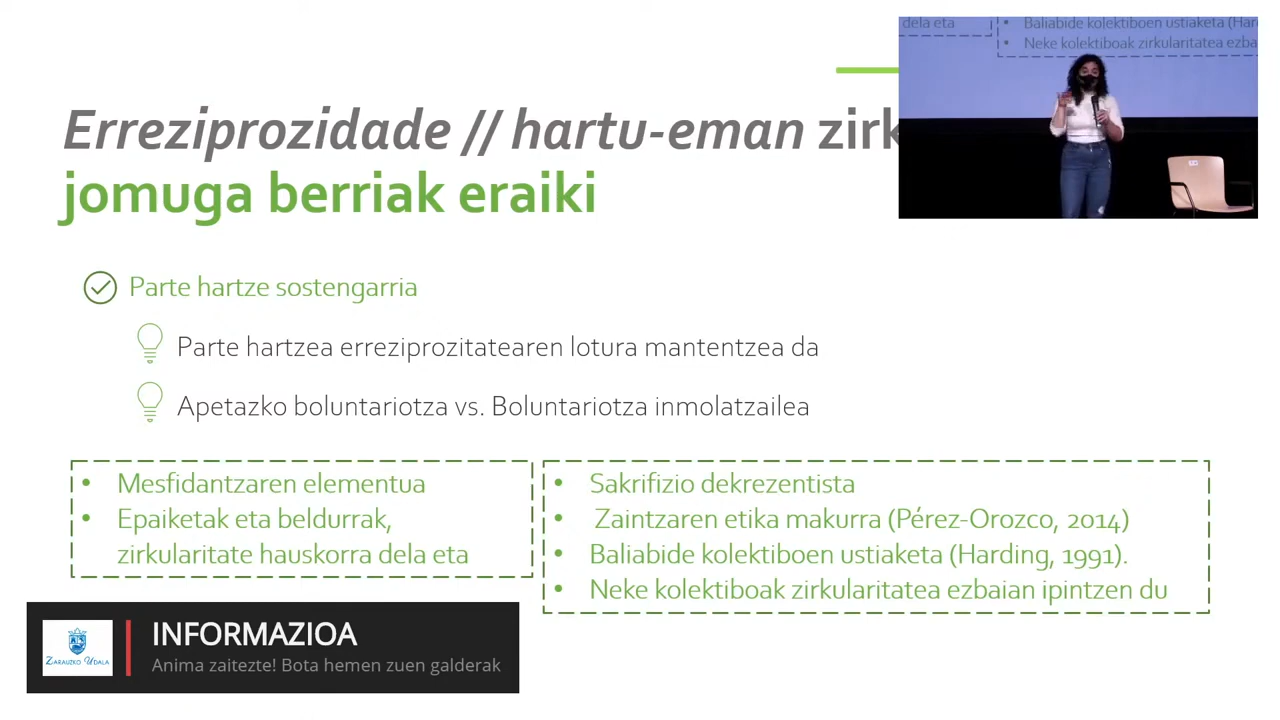 Erreziprozidade // hartu-eman
jomuga berriak eraiki
dela eta
• Baliabide kolektiboen ustiaketa
• Neke kolektiboak zirkularitatea
Parte hartze sostengarria
Parte hartzea erreziprozitatearen lotura mantentzea da
Apetazko boluntariotza vs. Boluntariotza inmolatzailea
• Mesfidantzaren elementua
• Epaiketak eta beldurrak,
zirkularitate hauskorra dela eta
• Sakrifizio dekrezentista
• Zaintzaren etika makurra (Pérez-Orozco, 2014)
• Baliabide kolektiboen ustiaketa (Harding, 1991).
• Neke kolektiboak zirkularitatea ezbaian ipintzen du
ZARAUZKO UDALA
INFORMAZIOA
Anima zaitezte! Bota hemen zuen galderak